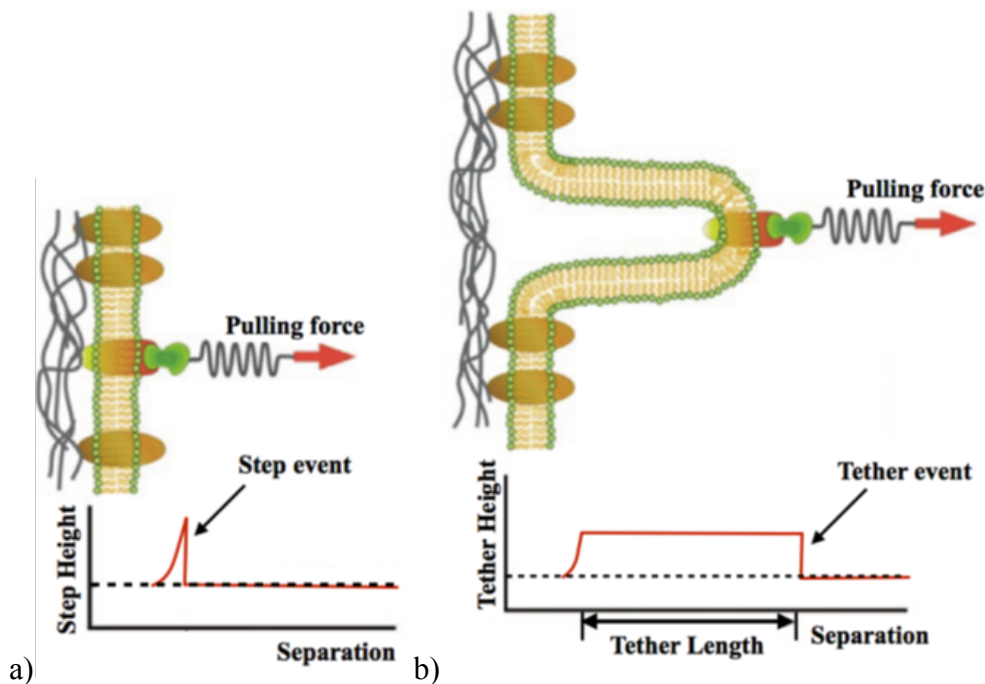 Pulling force
Step event
Step Height
Separation
a)
Pulling force
Tether event
Tether Height
Tether Length
Separation
b)